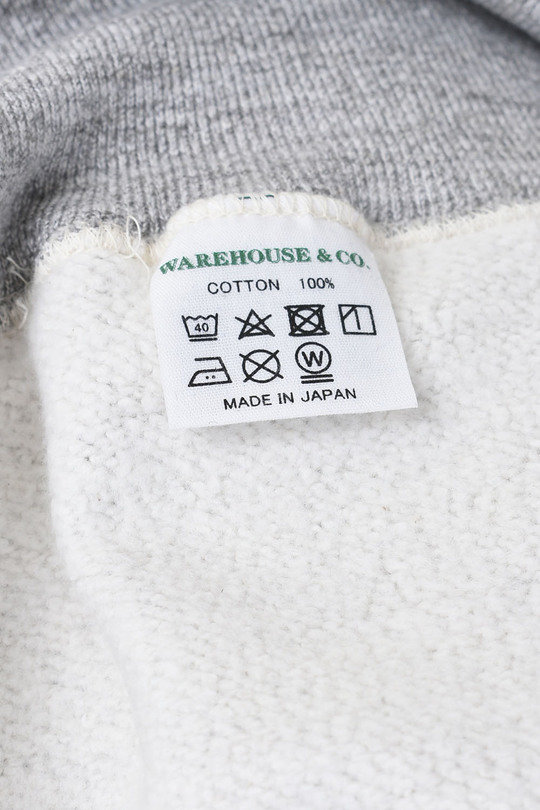 WAREHOUSE & CO.
COTTON 100%
40
W
MADE IN JAPAN